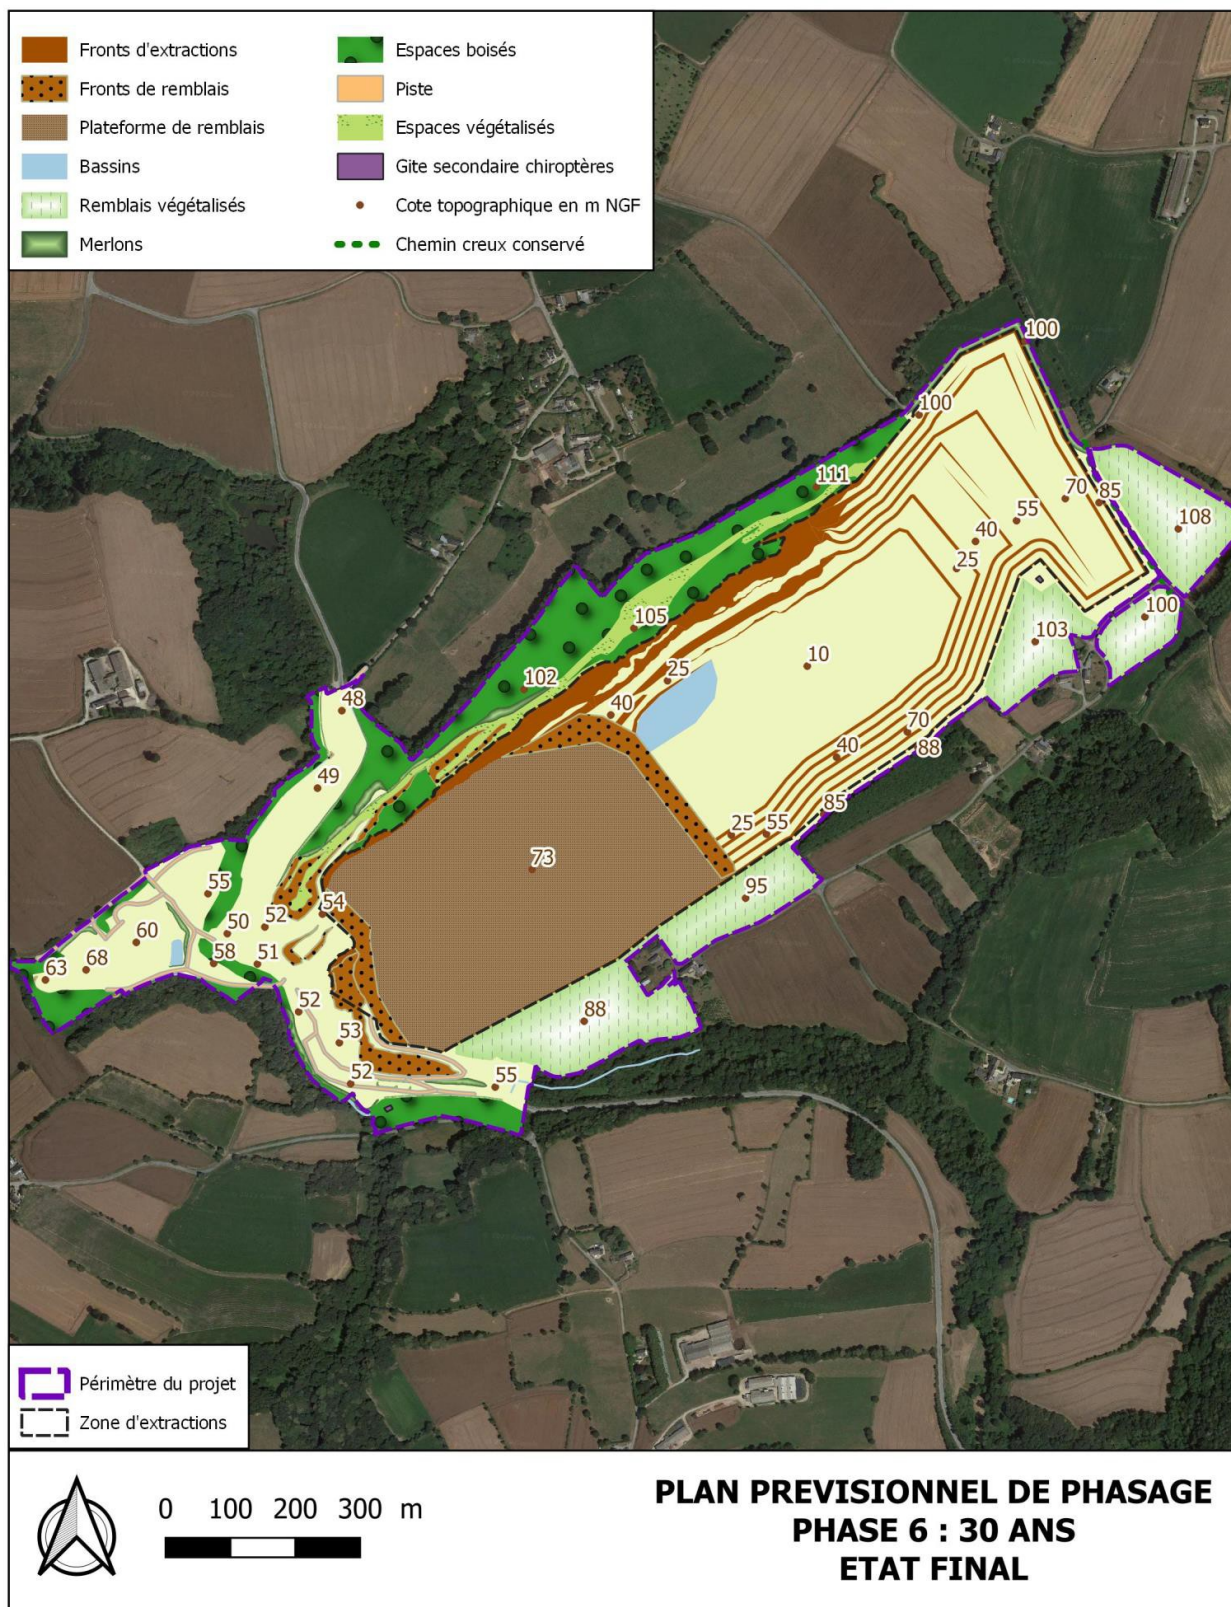 Fronts d'extractions
Fronts de remblais
Plateforme de remblais
Bassins
Remblais végétalisés
Merlons
Espaces boisés
Piste
Espaces végétalisés
Gite secondaire chiroptères
Cote topographique en m NGF
Chemin creux conservé
100
100
111
70
85
108
55
40
25
100
105
103
10
102
25
48
40
70
88
40
49
85
25
55
73
55
95
54
52
50
60
58
51
68
63
52
88
53
52
55
Périmètre du projet
Zone d'extractions
0 100 200 300 m
PLAN PREVISIONNEL DE PHASAGE
PHASE 6 : 30 ANS
ETAT FINAL